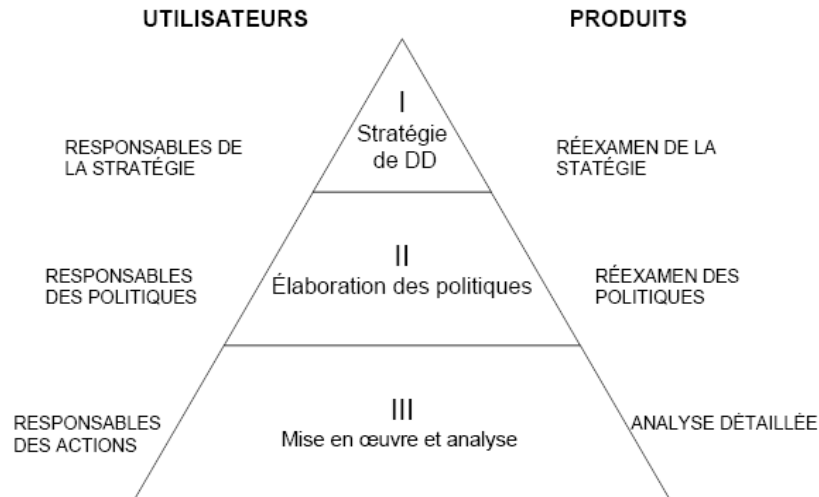 UTILISATEURS
PRODUITS
I
Stratégie
de DD
RESPONSABLES DE
LA STRATÉGIE
RÉEXAMEN DE LA
STATÉGIE
II
Élaboration des politiques
RESPONSABLES
DES POLITIQUES
RÉEXAMEN DES
POLITIQUES
III
Mise en œuvre et analyse
RESPONSABLES
DES ACTIONS
ANALYSE DÉTAILLÉE